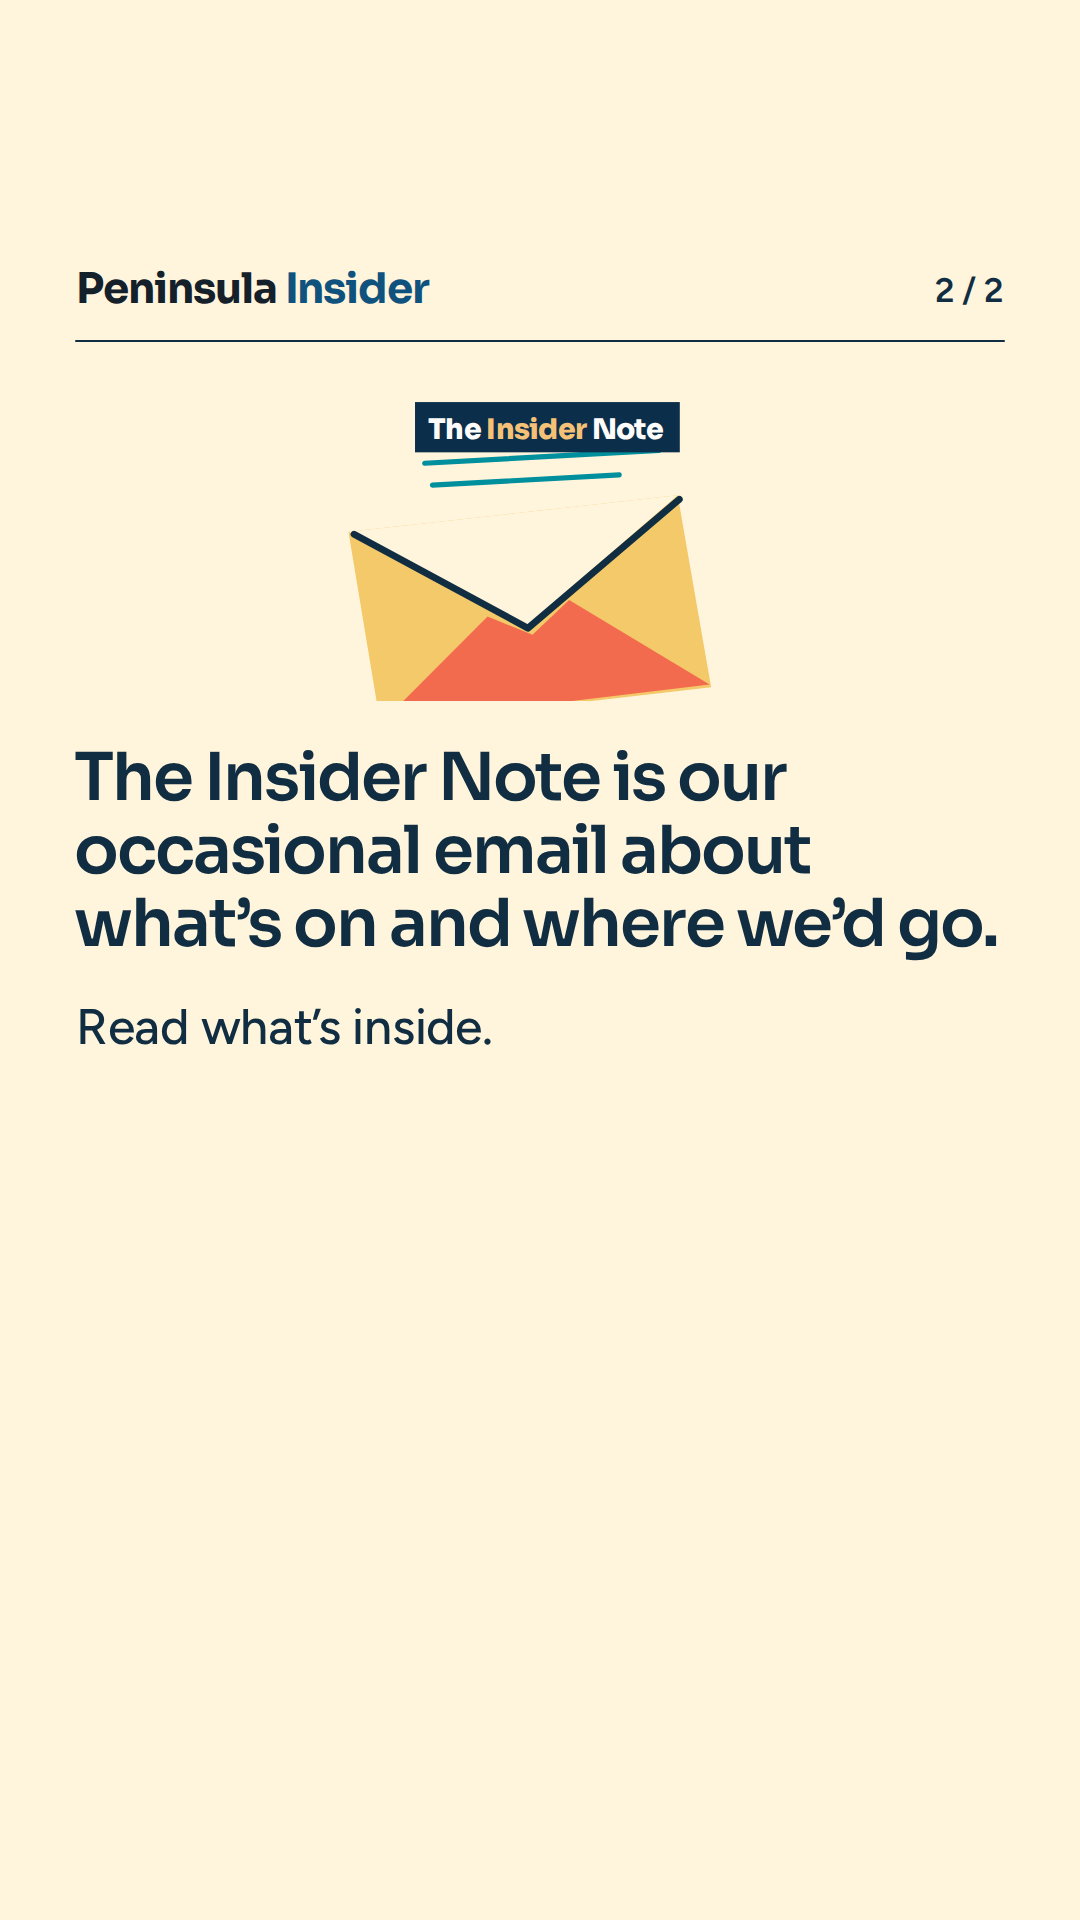 Peninsula Insider
2 / 2
The Insider Note
The Insider Note is our
occasional email about
what’s on and where we’d go.
Read what’s inside.